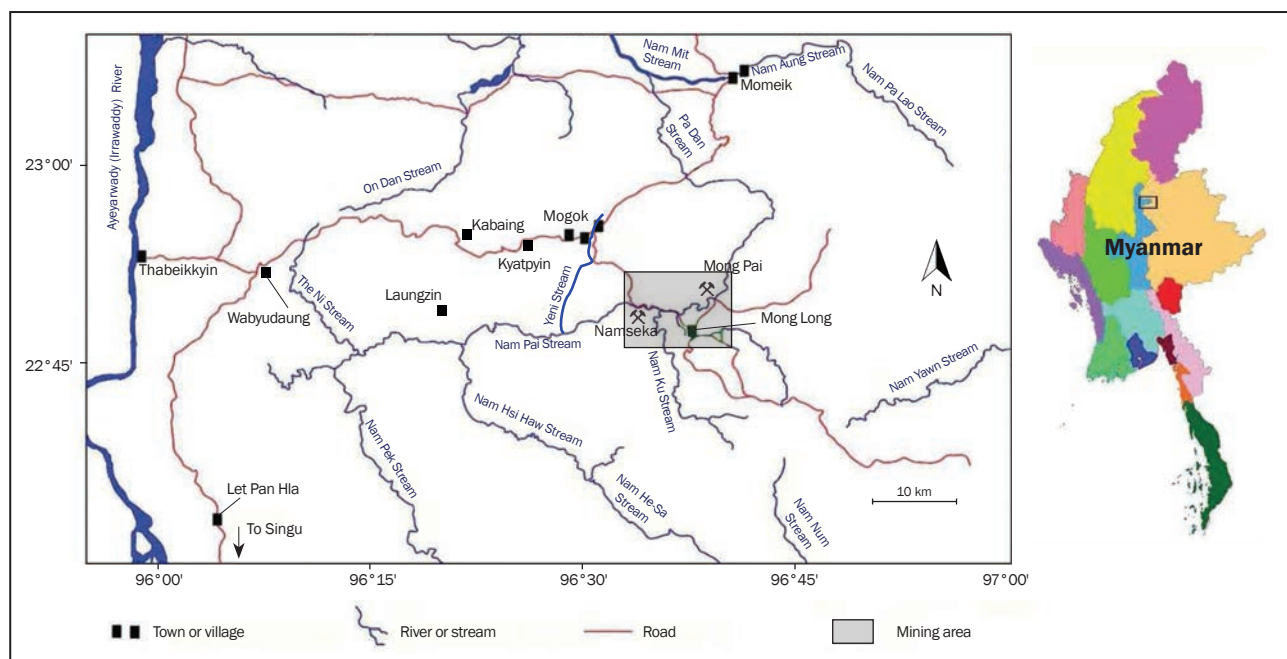 Nam Mit
Stream
Nam Aung Stream
Momeik
Nam Pa Lao Stream
Pa Dan
Stream
Ayeyarwady (Irrawaddy) River
23°00'
On Dan Stream
Kabaing
Mogok
Kyatpyin
Thabeikkyin
Wabyudaung
The Ni Stream
Laungzin
Yeni Stream
Mong Pai
Namseka
Mong Long
N
Nam Pai Stream
22°45'
Nam Ku Stream
Nam Yawn Stream
Nam Hsi Haw Stream
Nam Pek Stream
Nam He-Sa
Stream
Nam Num
Stream
10 km
Let Pan Hla
To Singu
96°00'
96°15'
96°30'
96°45'
97°00'
Myanmar
Town or village
River or stream
Road
Mining area